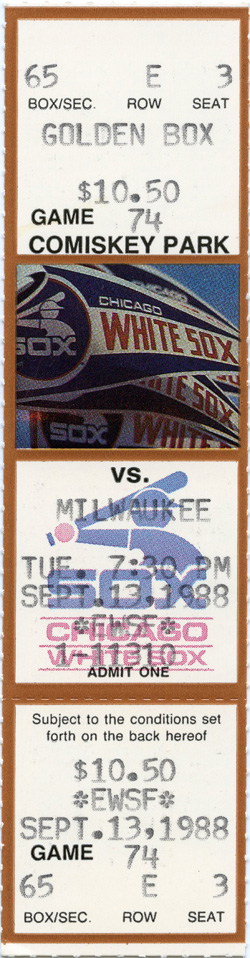 65 E 3
BOX/SEC. ROW SEAT
GOLDEN BOX
$10.50
GAME 74
COMISKEY PARK
CHICAGO
CHICAGO
WHITE SOX
SOX
WHITE SOX
SOX
VS.
MILWAUKEE
TUE. 7:30 PM
SOX
SEPT.13,1988
*EWSF*
CHICAGO
1-11310
WHITE SOX
ADMIT ONE
Subject to the conditions set
forth on the back hereof
$10.50
*EWSF*
SEPT.13,1988
GAME 74
65 E 3
BOX/SEC. ROW SEAT